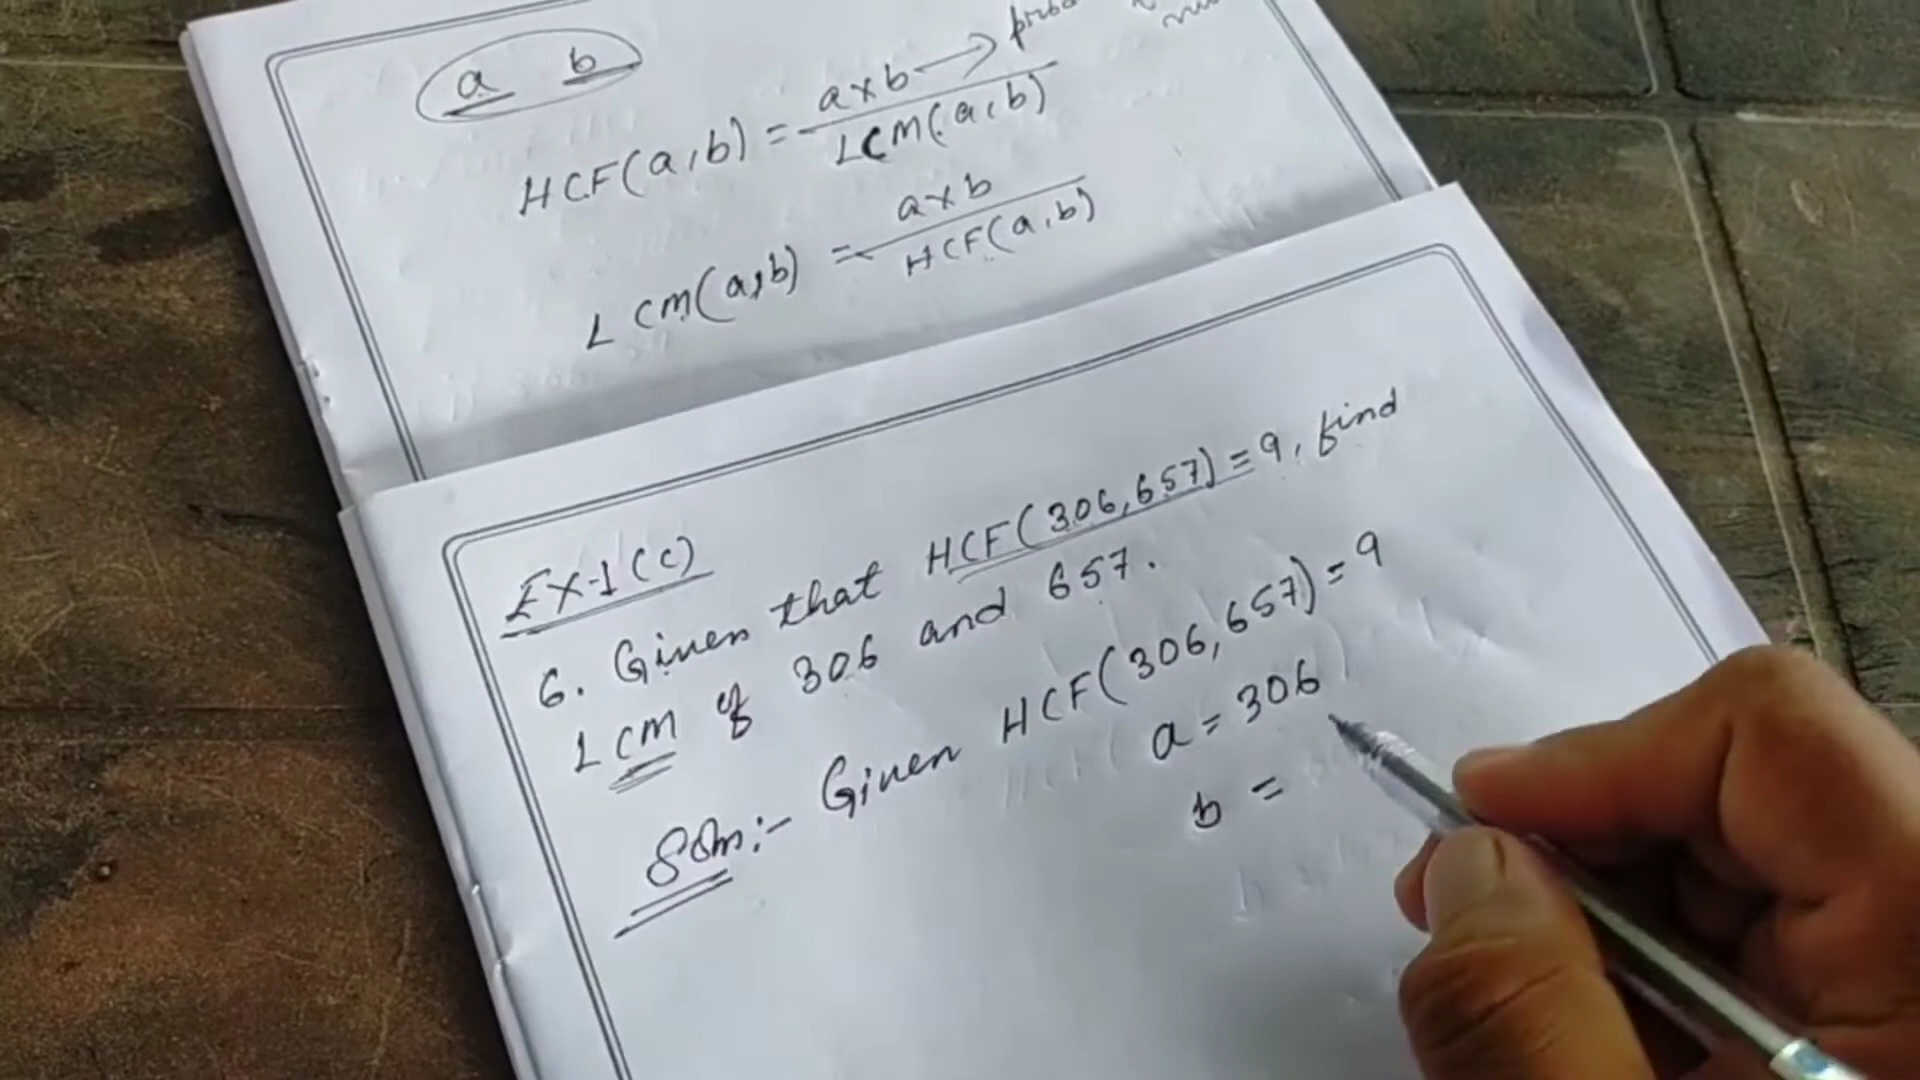 a b
HCF(a,b) = a×b →
LCM(a,b)
LCM(a,b) = a×b
HCF(a,b)
EX-1(C)
6. Given that HCF(306,657)=9, find
LCM of 306 and 657.
Soln:- Given HCF(306,657)=9
a=306
b =